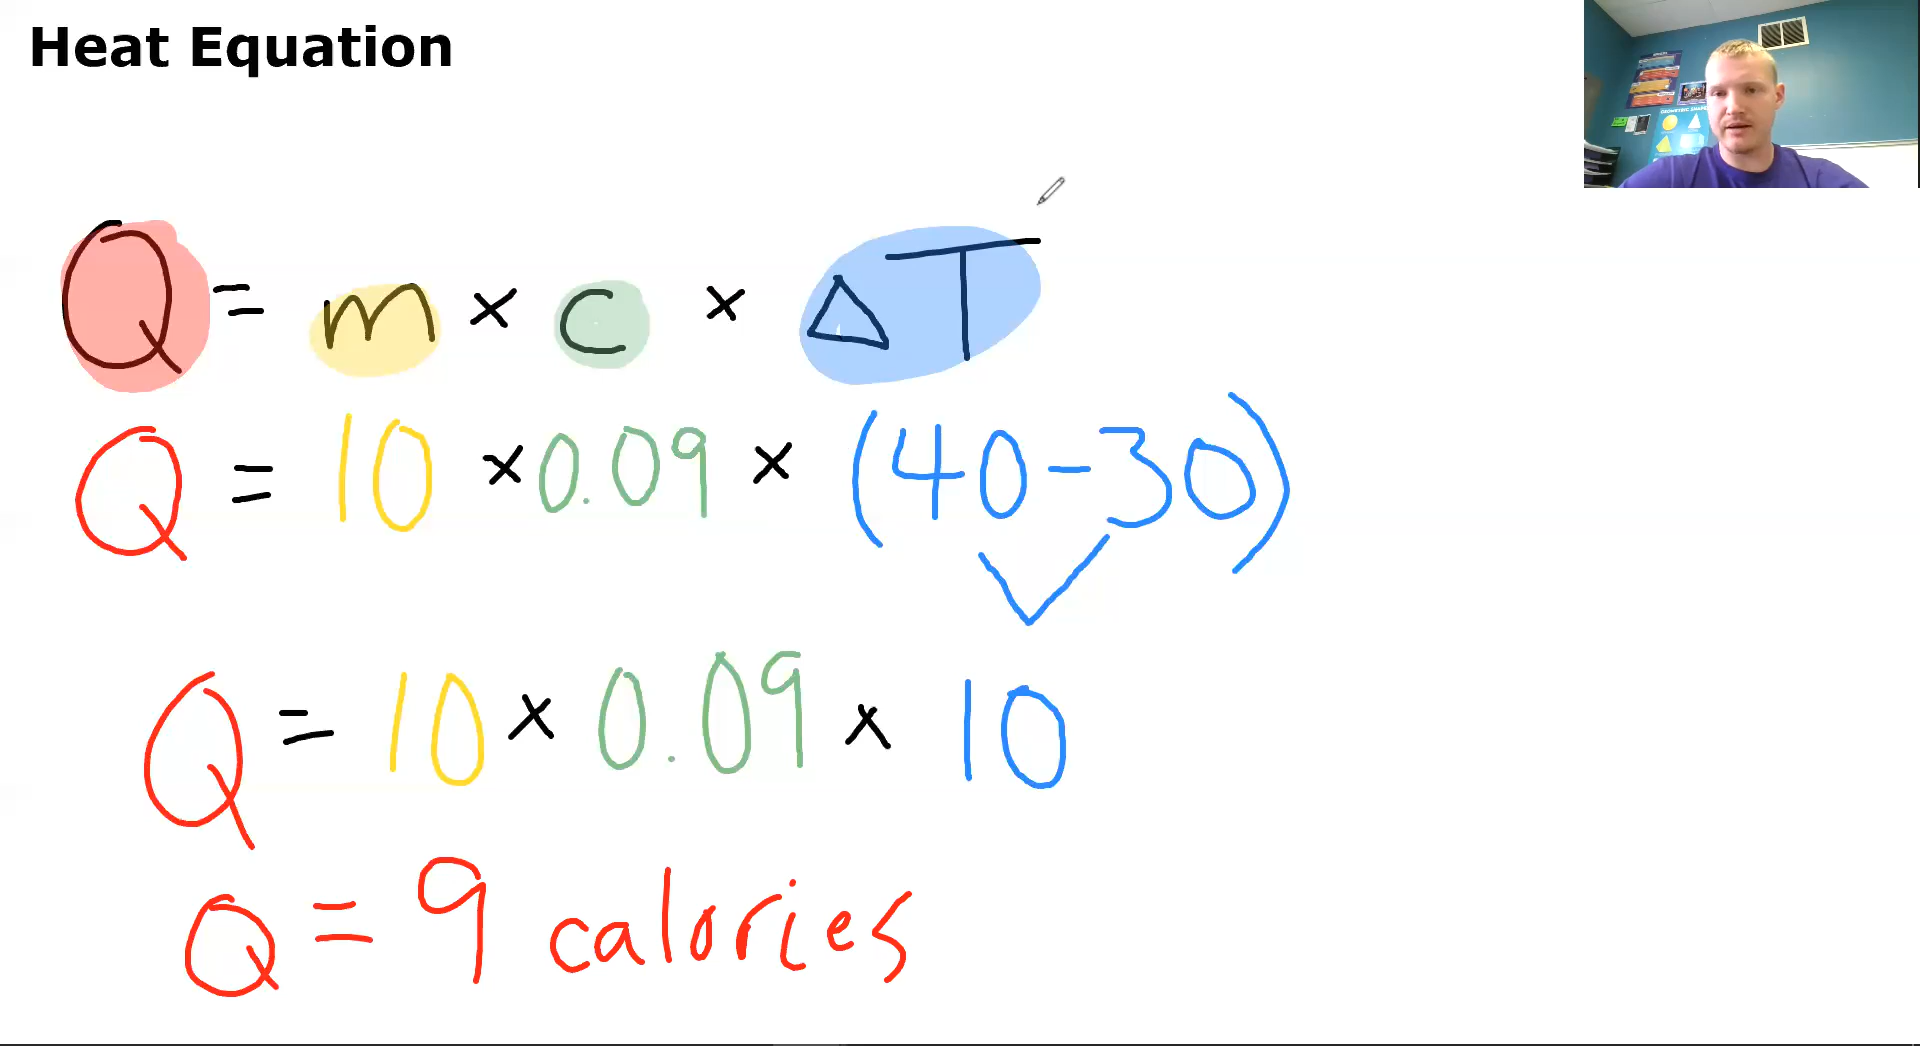 Heat Equation
Q = m × c × ΔT
Q = 10 × 0.09 × (40-30)
Q = 10 × 0.09 × 10
Q = 9 calories